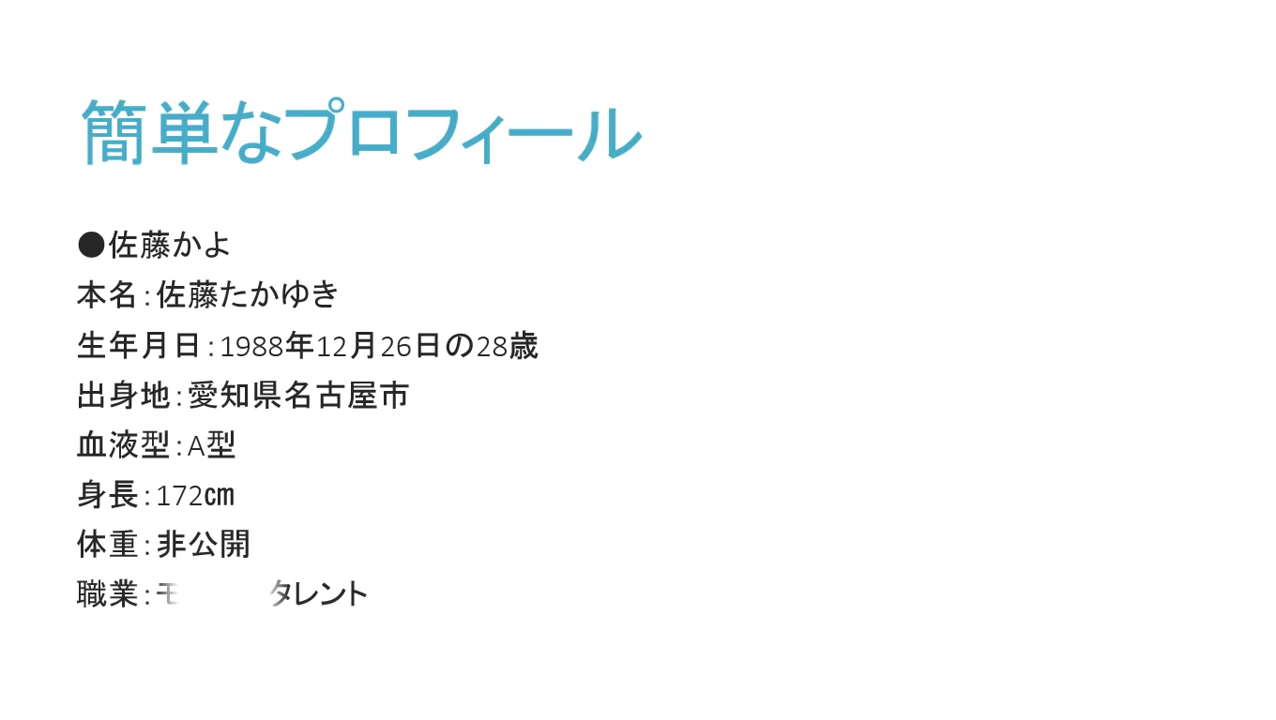 簡単なプロフィール
●佐藤かよ
本名：佐藤たかゆき
生年月日：1988年12月26日の28歳
出身地：愛知県名古屋市
血液型：A型
身長：172㎝
体重：非公開
職業：タレント